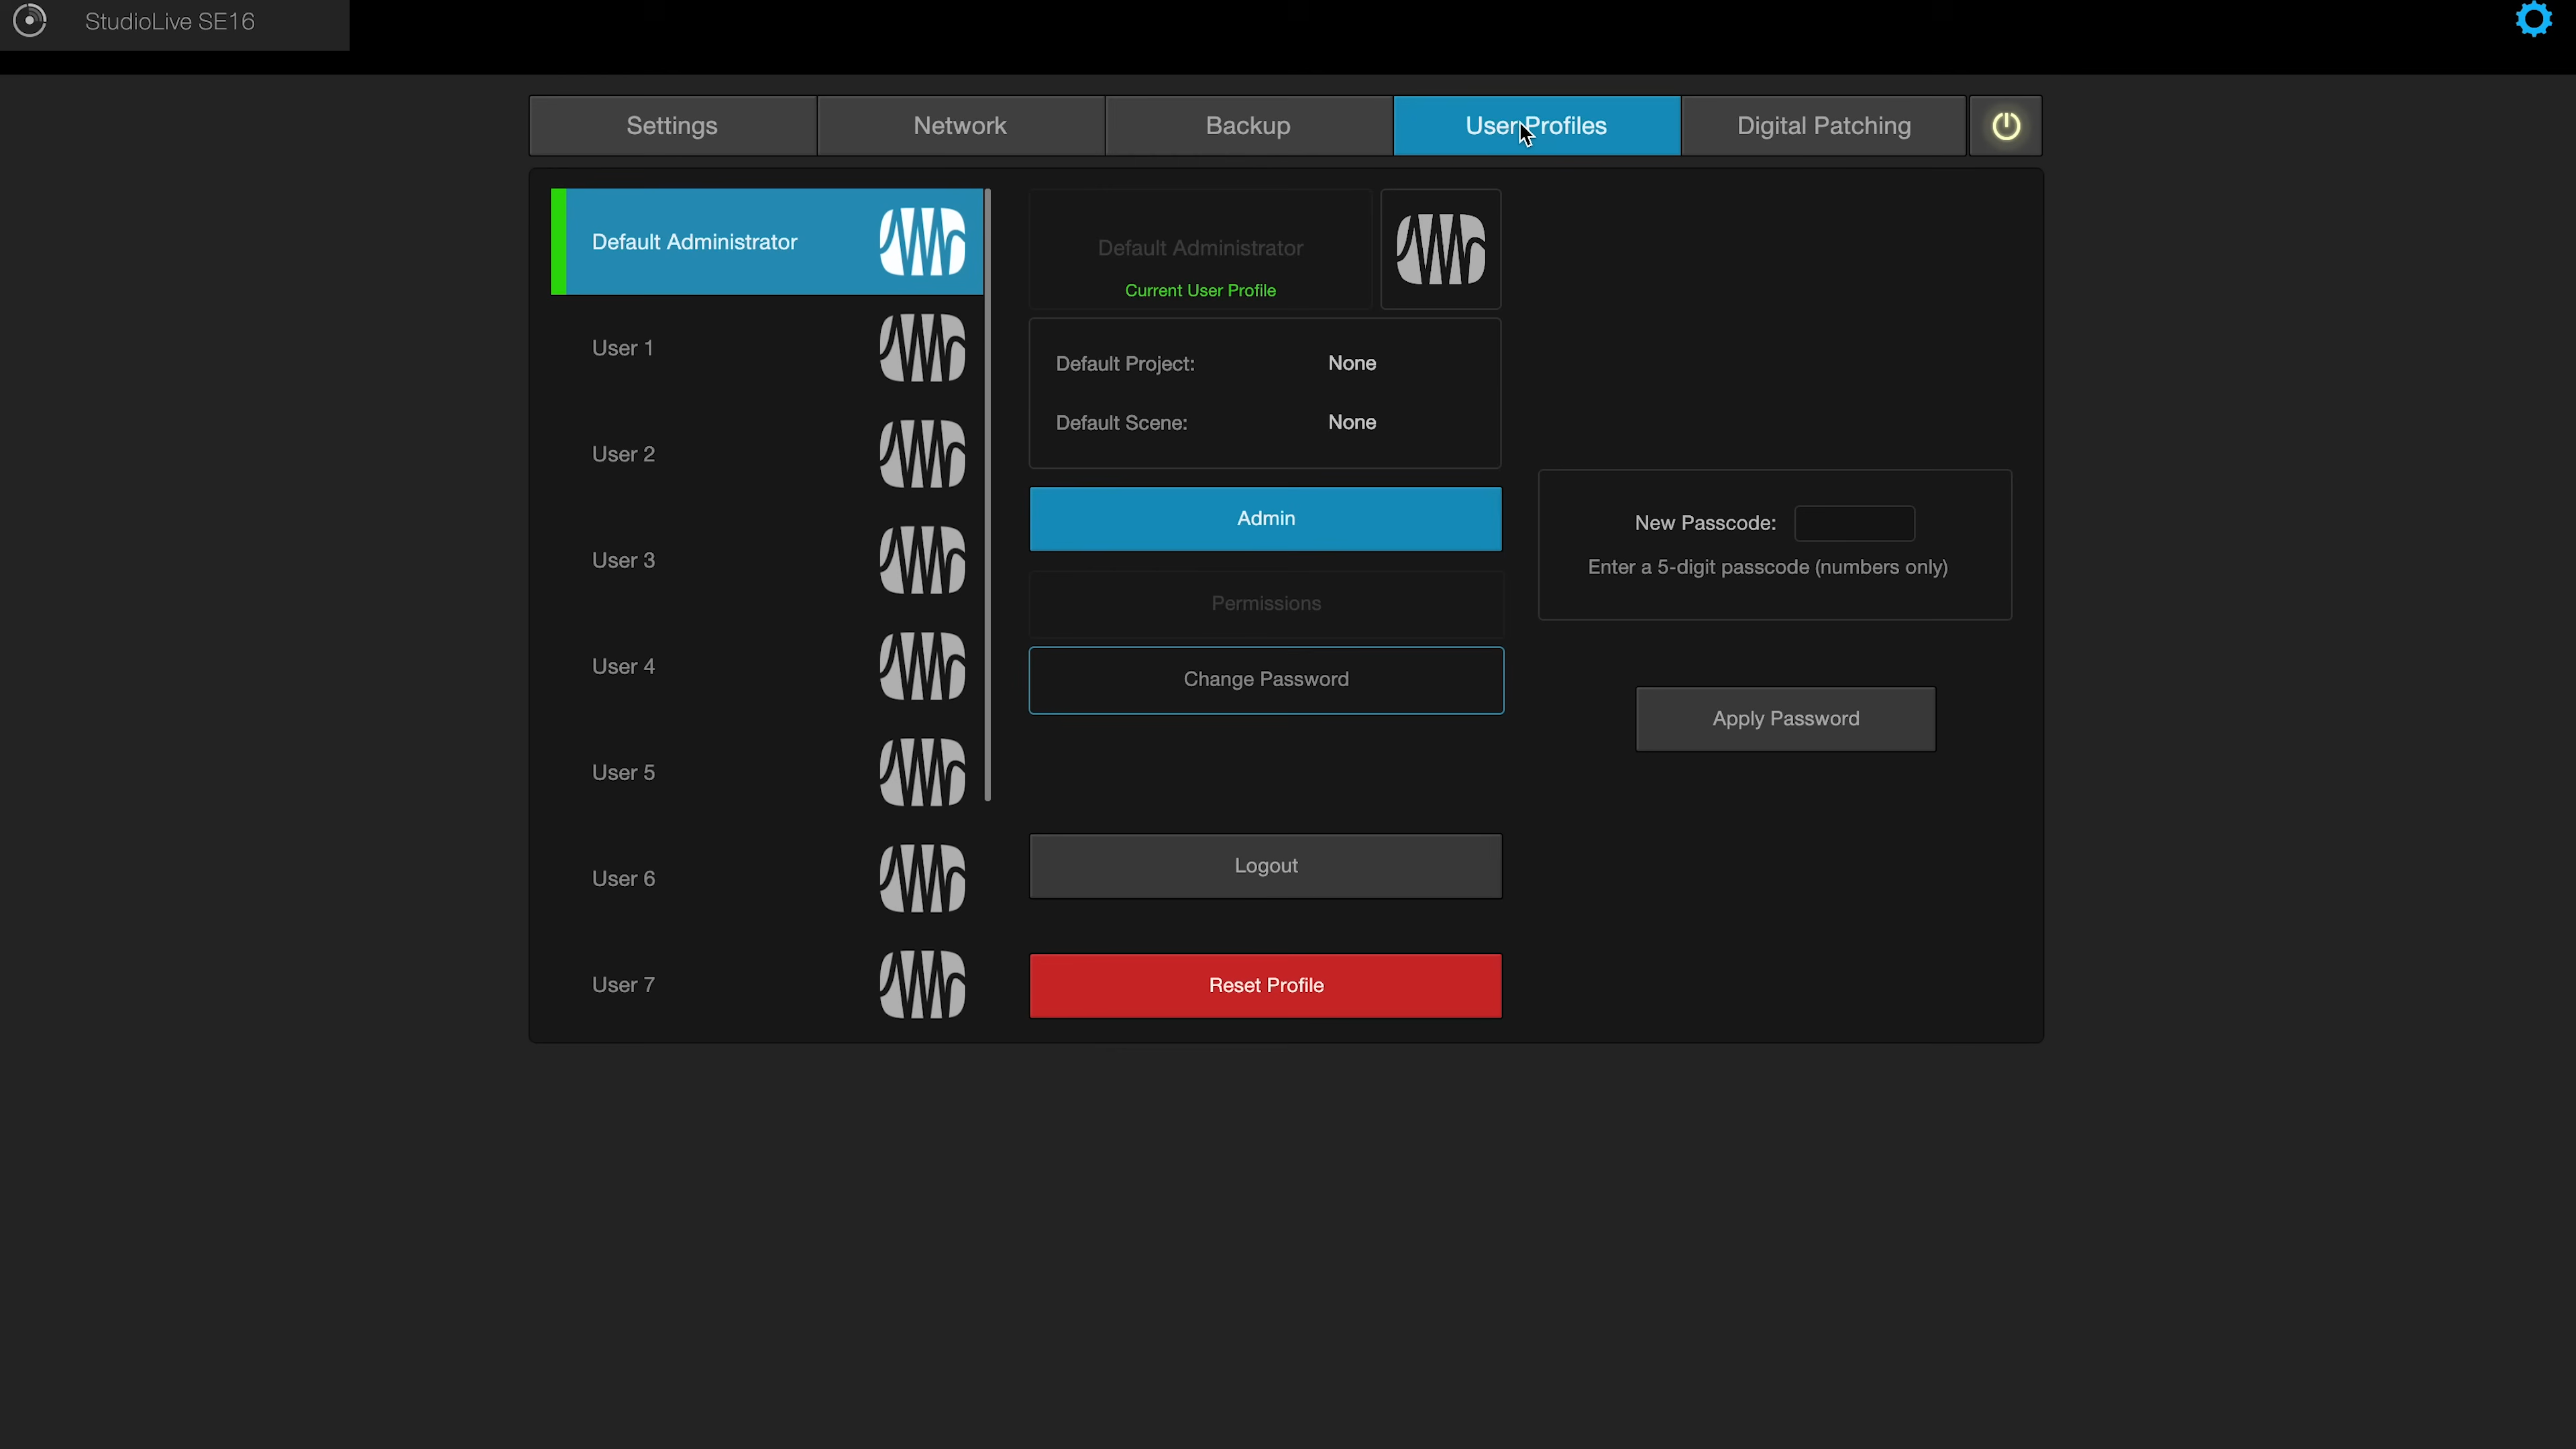 StudioLive SE16
Settings
Network
Backup
User Profiles
Digital Patching
Default Administrator
User 1
User 2
User 3
User 4
User 5
User 6
User 7
Default Administrator
Current User Profile
Default Project: None
Default Scene: None
Admin
Permissions
Change Password
Logout
Reset Profile
New Passcode:
Enter a 5-digit passcode (numbers only)
Apply Password